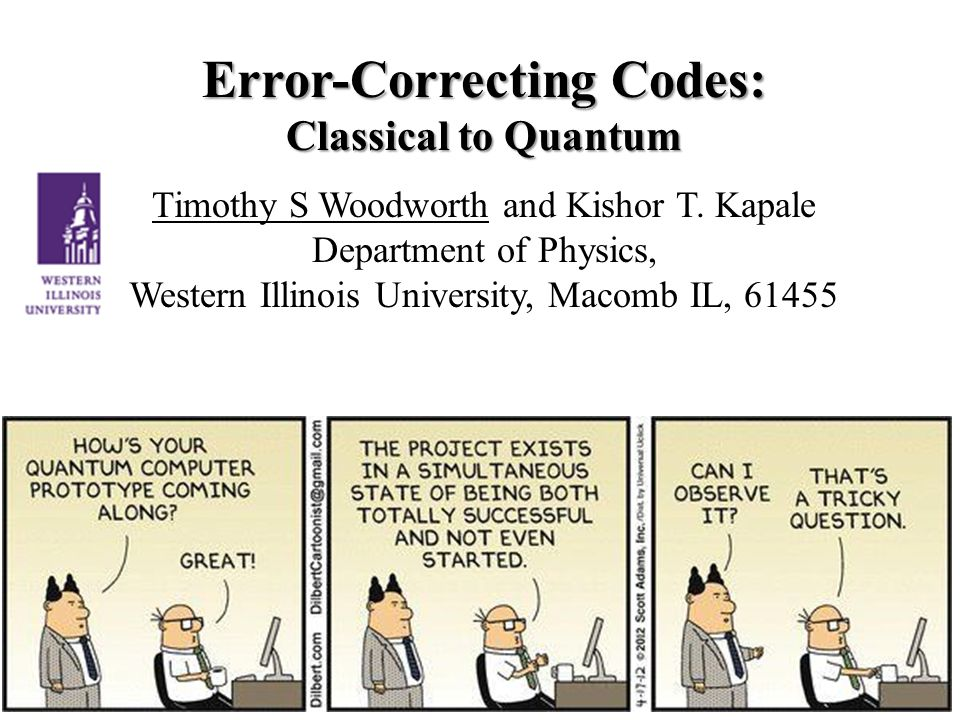 Error-Correcting Codes:
Classical to Quantum
Timothy S Woodworth and Kishor T. Kapale
Department of Physics,
Western Illinois University, Macomb IL, 61455
WESTERN
ILLINOIS
UNIVERSITY
HOW'S YOUR
QUANTUM COMPUTER
PROTOTYPE COMING
ALONG?
GREAT!
Dilbert.com DilbertCartoonist@gmail.com
THE PROJECT EXISTS
IN A SIMULTANEOUS
STATE OF BEING BOTH
TOTALLY SUCCESSFUL
AND NOT EVEN
STARTED.
4-17-12 ©2012 Scott Adams, Inc. /Dist. by Universal Uclick
CAN I
OBSERVE
IT?
THAT'S
A TRICKY
QUESTION.